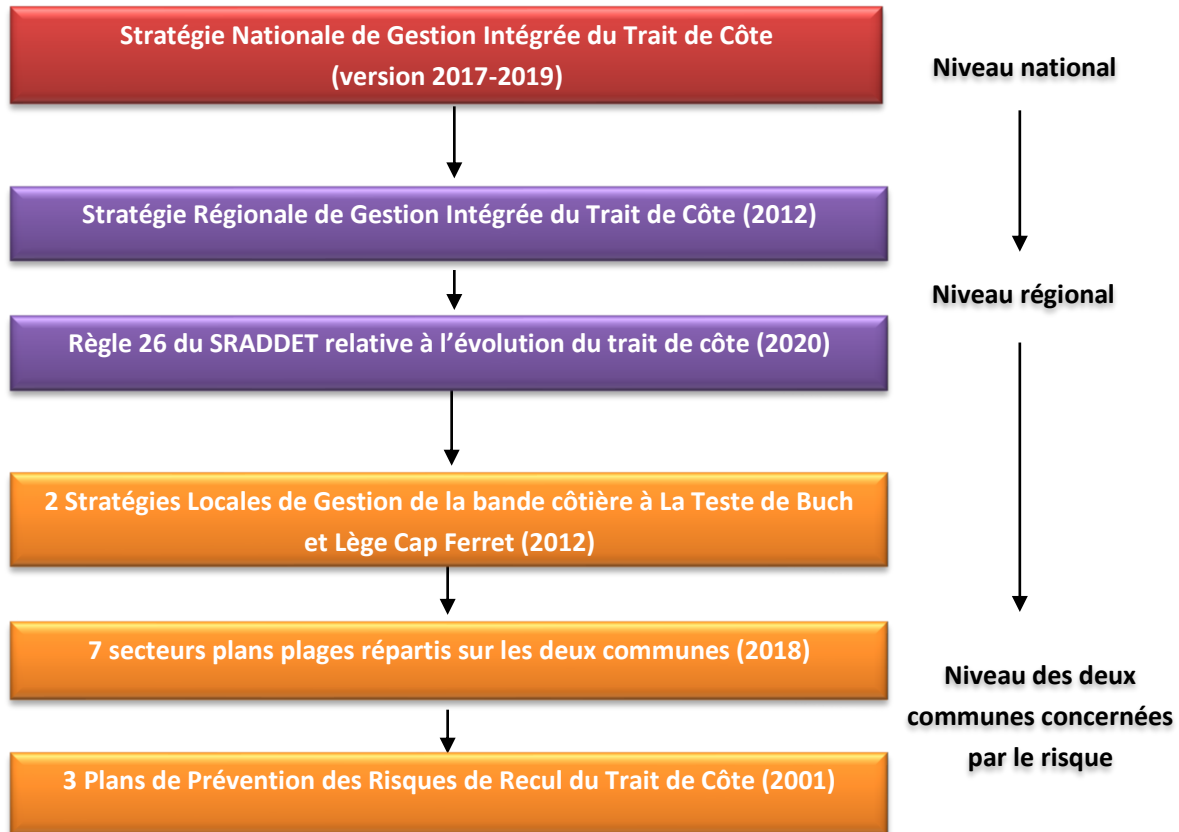 Stratégie Nationale de Gestion Intégrée du Trait de Côte
(version 2017-2019)
Niveau national
Stratégie Régionale de Gestion Intégrée du Trait de Côte (2012)
Niveau régional
Règle 26 du SRADDET relative à l’évolution du trait de côte (2020)
2 Stratégies Locales de Gestion de la bande côtière à La Teste de Buch
et Lège Cap Ferret (2012)
7 secteurs plans plages répartis sur les deux communes (2018)
Niveau des deux
communes concernées
par le risque
3 Plans de Prévention des Risques de Recul du Trait de Côte (2001)